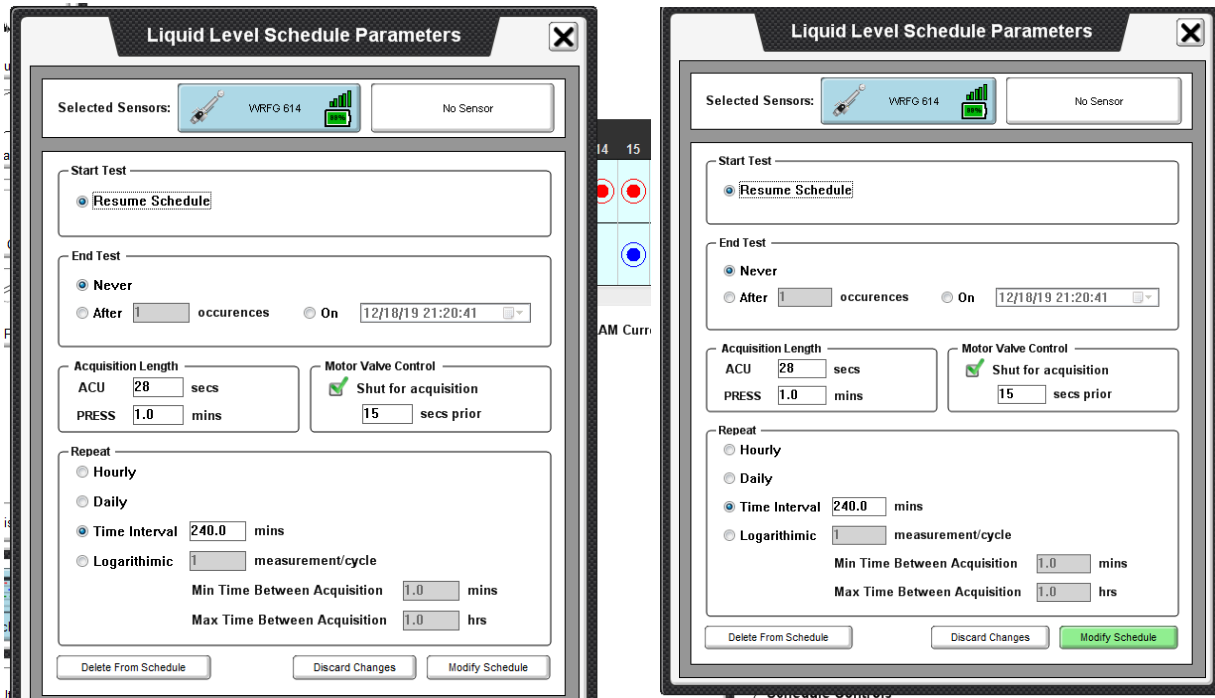 Liquid Level Schedule Parameters
Selected Sensors:
WRFG 614
No Sensor
Start Test
Resume Schedule
End Test
Never
After 1 occurences On 12/18/19 21:20:41
Acquisition Length
ACU 28 secs
PRESS 1.0 mins
Motor Valve Control
Shut for acquisition
15 secs prior
Repeat
Hourly
Daily
Time Interval 240.0 mins
Logarithimic 1 measurement/cycle
Min Time Between Acquisition 1.0 mins
Max Time Between Acquisition 1.0 hrs
Delete From Schedule
Discard Changes
Modify Schedule
14 15
AM Curr
Liquid Level Schedule Parameters
Selected Sensors:
WRFG 614
No Sensor
Start Test
Resume Schedule
End Test
Never
After 1 occurences On 12/18/19 21:20:41
Acquisition Length
ACU 28 secs
PRESS 1.0 mins
Motor Valve Control
Shut for acquisition
15 secs prior
Repeat
Hourly
Daily
Time Interval 240.0 mins
Logarithimic 1 measurement/cycle
Min Time Between Acquisition 1.0 mins
Max Time Between Acquisition 1.0 hrs
Delete From Schedule
Discard Changes
Modify Schedule
Schedule Controls